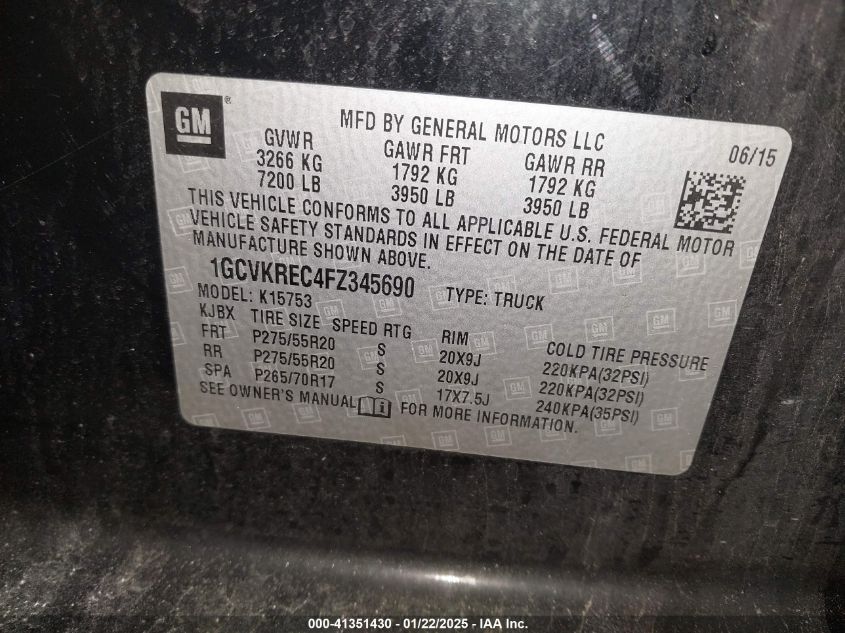 GM ®
MFD BY GENERAL MOTORS LLC
06/15
GVWR GAWR FRT GAWR RR
3266 KG 1792 KG 1792 KG
7200 LB 3950 LB 3950 LB
THIS VEHICLE CONFORMS TO ALL APPLICABLE U.S. FEDERAL MOTOR
VEHICLE SAFETY STANDARDS IN EFFECT ON THE DATE OF
MANUFACTURE SHOWN ABOVE.
1GCVKREC4FZ345690 TYPE: TRUCK
MODEL: K15753
KJBX TIRE SIZE SPEED RTG RIM COLD TIRE PRESSURE
FRT P275/55R20 S 20X9J 220KPA(32PSI)
RR P275/55R20 S 20X9J 220KPA(32PSI)
SPA P265/70R17 S 17X7.5J 240KPA(35PSI)
SEE OWNER'S MANUAL FOR MORE INFORMATION.
000-41351430 - 01/22/2025 - IAA Inc.